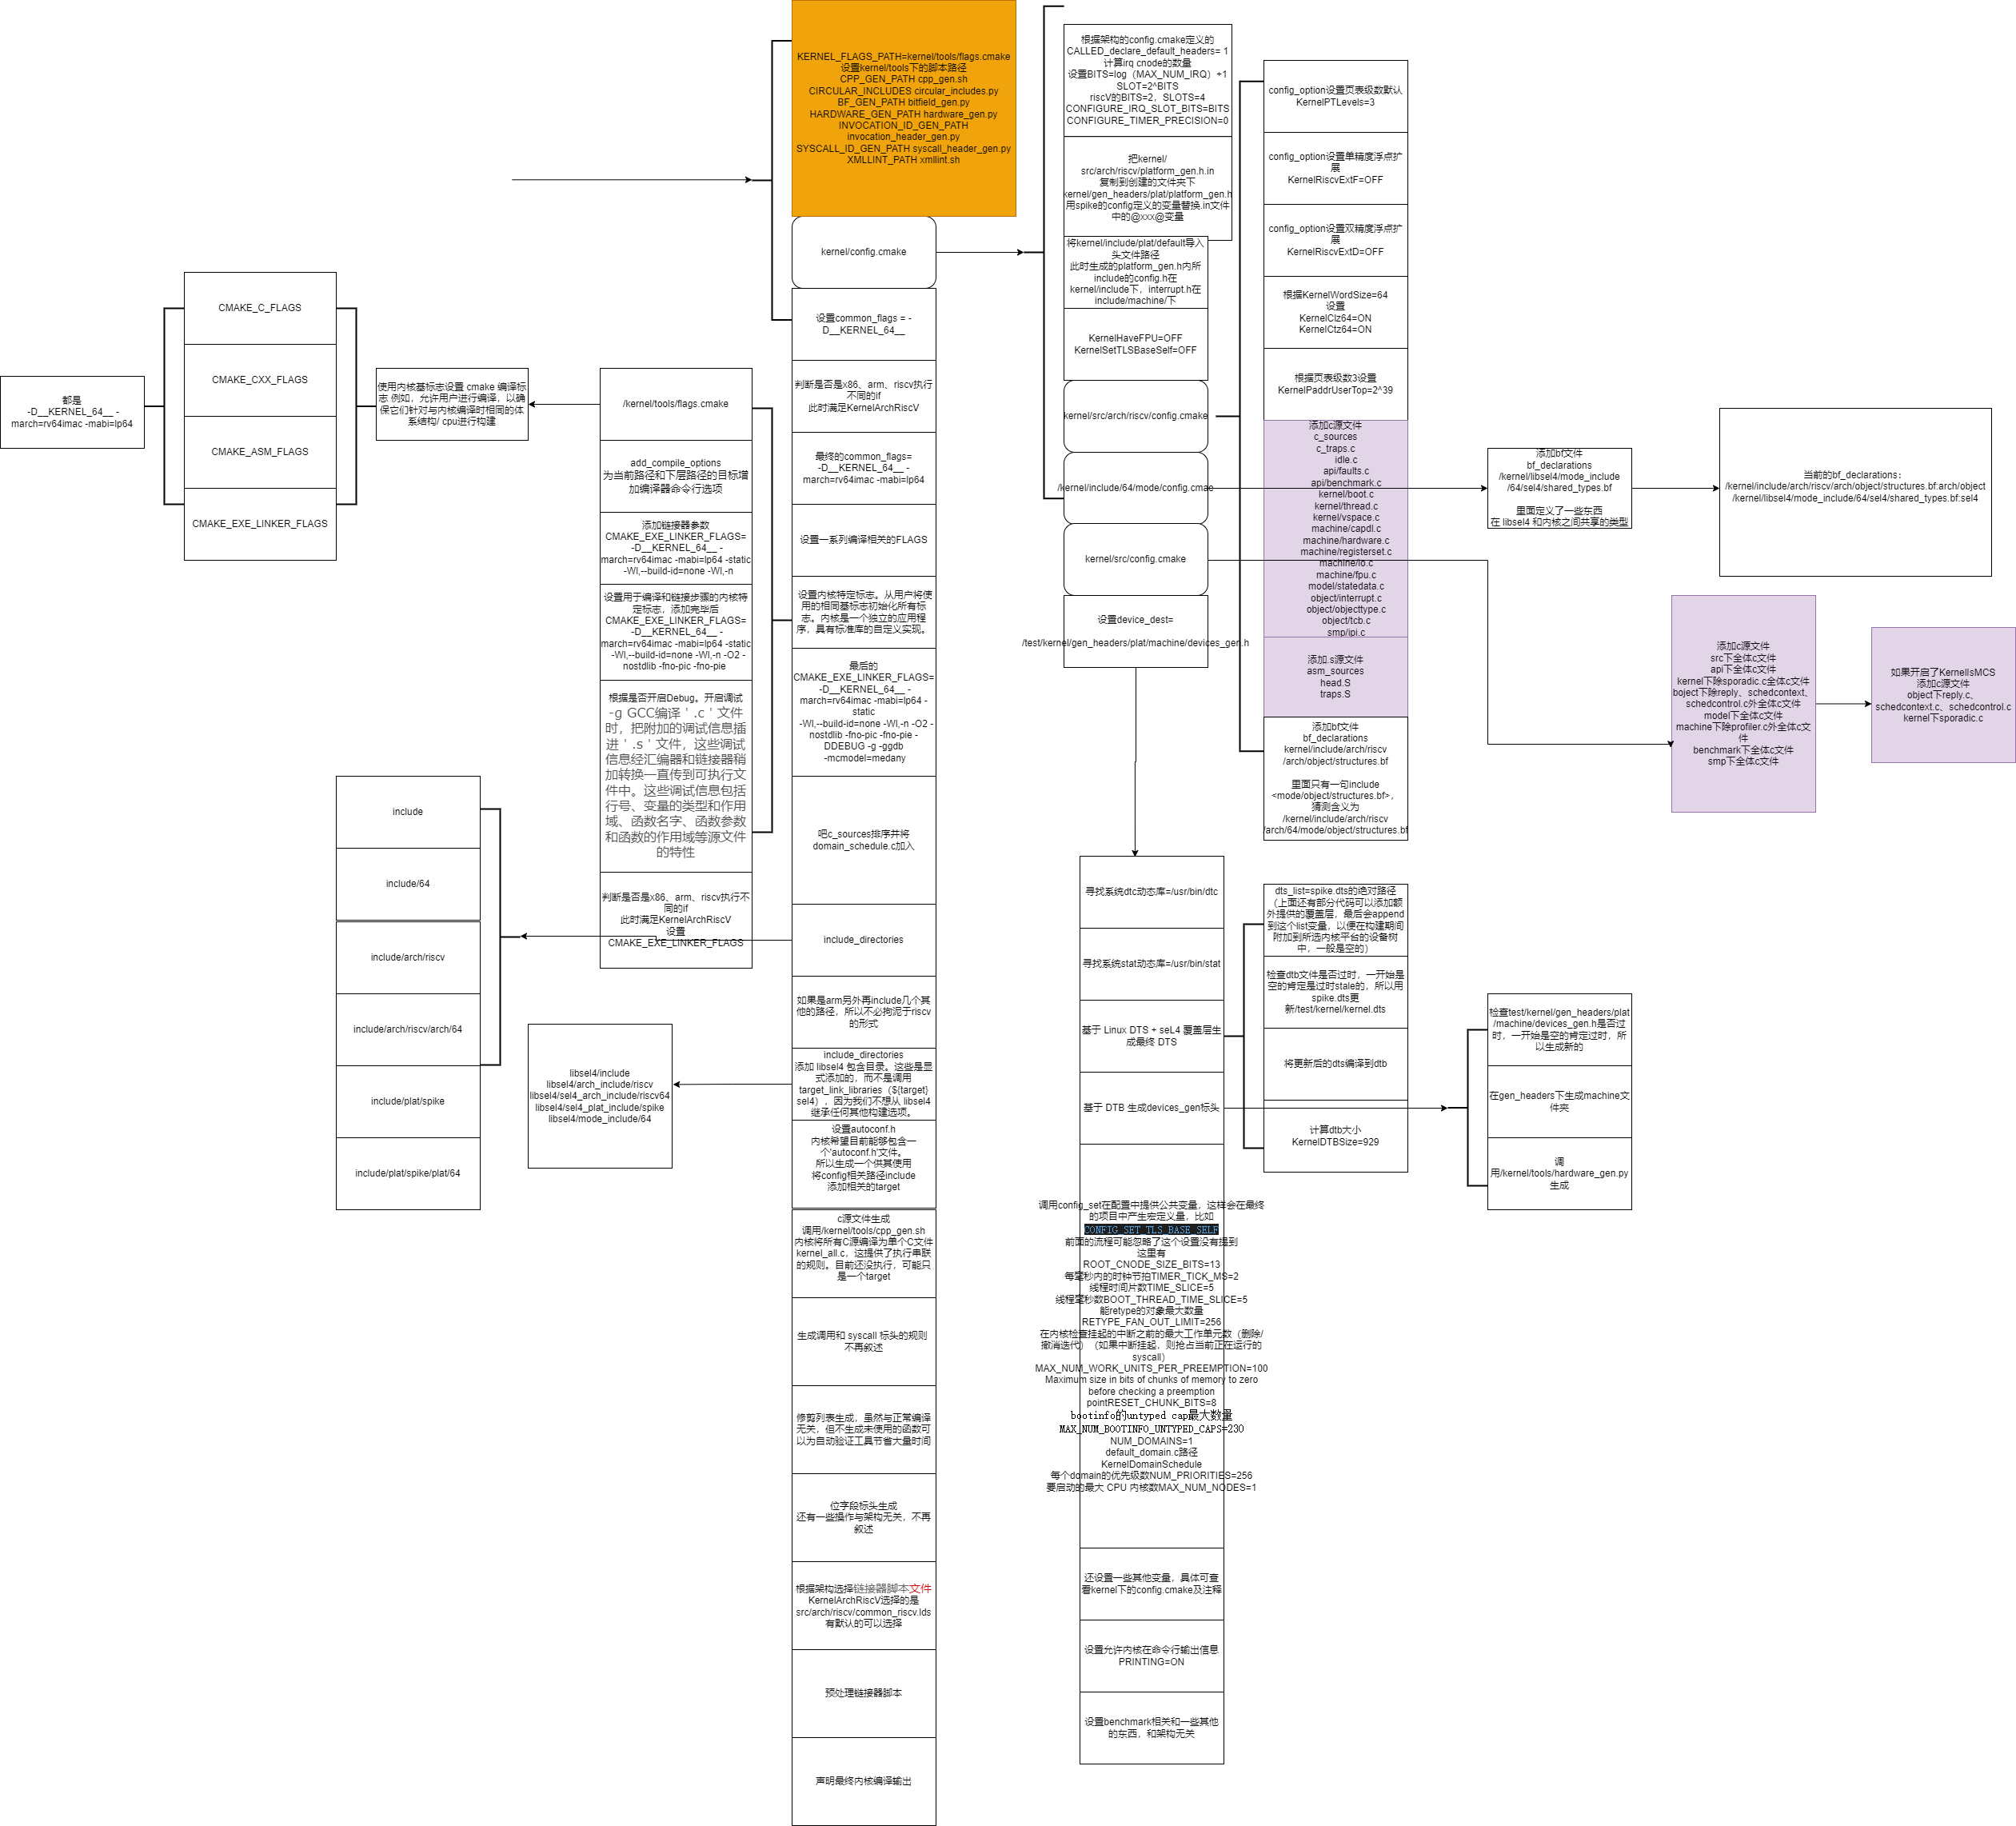 KERNEL_FLAGS_PATH=kernel/tools/flags.cmake
设置kernel/tools下的脚本路径
CPP_GEN_PATH cpp_gen.sh
CIRCULAR_INCLUDES circular_includes.py
BF_GEN_PATH bitfield_gen.py
HARDWARE_GEN_PATH hardware_gen.py
INVOCATION_ID_GEN_PATH
invocation_header_gen.py
SYSCALL_ID_GEN_PATH syscall_header_gen.py
XMLLINT_PATH xmllint.sh
kernel/config.cmake
设置common_flags = -
D__KERNEL_64__
判断是否是x86、arm、riscv执行
不同的if
此时满足KernelArchRiscV
最终的common_flags=
-D__KERNEL_64__ -
march=rv64imac -mabi=lp64
设置一系列编译相关的FLAGS
设置内核特定标志。从用户将使
用的相同基标志初始化所有标
志。内核是一个独立的应用程
序，具有标准库的自定义实现。
最后的
CMAKE_EXE_LINKER_FLAGS=
-D__KERNEL_64__ -
march=rv64imac -mabi=lp64 -
static
-Wl,--build-id=none -Wl,-n -O2 -
nostdlib -fno-pic -fno-pie -
DDEBUG -g -ggdb
-mcmodel=medany
吧c_sources排序并将
domain_schedule.c加入
include_directories
如果是arm另外再include几个其
他的路径，所以不必拘泥于riscv
的形式
include_directories
添加 libsel4 包含目录。这些是显
式添加的，而不是调用
target_link_libraries（${target}
sel4），因为我们不想从 libsel4
继承任何其他构建选项。
设置autoconf.h
内核希望目前能够包含一
个'autoconf.h'文件。
所以生成一个供其使用
将config相关路径include
添加相关的target
c源文件生成
调用/kernel/tools/cpp_gen.sh
内核将所有C源编译为单个C文件
kernel_all.c，这提供了执行串联
的规则。目前还没执行，可能只
是一个target
生成调用和 syscall 标头的规则
不再叙述
修剪列表生成，虽然与正常编译
无关，但不生成未使用的函数可
以为自动验证工具节省大量时间
位字段标头生成
还有一些操作与架构无关，不再
叙述
根据架构选择链接器脚本文件
KernelArchRiscV选择的是
src/arch/riscv/common_riscv.lds
有默认的可以选择
预处理链接器脚本
声明最终内核编译输出
/kernel/tools/flags.cmake
add_compile_options
为当前路径和下层路径的目标增
加编译器命令行选项
添加链接器参数
CMAKE_EXE_LINKER_FLAGS=
-D__KERNEL_64__ -
march=rv64imac -mabi=lp64 -static
-Wl,--build-id=none -Wl,-n
设置用于编译和链接步骤的内核特
定标志，添加完毕后
CMAKE_EXE_LINKER_FLAGS=
-D__KERNEL_64__ -
march=rv64imac -mabi=lp64 -static
-Wl,--build-id=none -Wl,-n -O2 -
nostdlib -fno-pic -fno-pie
根据是否开启Debug。开启调试
-g GCC编译＇.c＇文件
时，把附加的调试信息插
进＇.s＇文件，这些调试
信息经汇编器和链接器稍
加转换一直传到可执行文
件中。这些调试信息包括
行号、变量的类型和作用
域、函数名字、函数参数
和函数的作用域等源文件
的特性
判断是否是x86、arm、riscv执行不
同的if
此时满足KernelArchRiscV
设置
CMAKE_EXE_LINKER_FLAGS
使用内核基标志设置 cmake 编译标
志 例如，允许用户进行编译，以确
保它们针对与内核编译时相同的体
系结构/ cpu进行构建
CMAKE_C_FLAGS
CMAKE_CXX_FLAGS
CMAKE_ASM_FLAGS
CMAKE_EXE_LINKER_FLAGS
都是
-D__KERNEL_64__ -
march=rv64imac -mabi=lp64
include
include/64
include/arch/riscv
include/arch/riscv/arch/64
include/plat/spike
include/plat/spike/plat/64
libsel4/include
libsel4/arch_include/riscv
libsel4/sel4_arch_include/riscv64
libsel4/sel4_plat_include/spike
libsel4/mode_include/64
根据架构的config.cmake定义的
CALLED_declare_default_headers= 1
计算irq cnode的数量
设置BITS=log（MAX_NUM_IRQ）+1
SLOT=2^BITS
riscV的BITS=2，SLOTS=4
CONFIGURE_IRQ_SLOT_BITS=BITS
CONFIGURE_TIMER_PRECISION=0
把kernel/
src/arch/riscv/platform_gen.h.in
复制到创建的文件夹下
kernel/gen_headers/plat/platform_gen.h
用spike的config定义的变量替换.in文件
中的@xxx@变量
将kernel/include/plat/default导入
头文件路径
此时生成的platform_gen.h内所
include的config.h在
kernel/include下，interrupt.h在
include/machine/下
KernelHaveFPU=OFF
KernelSetTLSBaseSelf=OFF
kernel/src/arch/riscv/config.cmake
/kernel/include/64/mode/config.cmae
kernel/src/config.cmake
设置device_dest=
/test/kernel/gen_headers/plat/machine/devices_gen.h
config_option设置页表级数默认
KernelPTLevels=3
config_option设置单精度浮点扩
展
KernelRiscvExtF=OFF
config_option设置双精度浮点扩
展
KernelRiscvExtD=OFF
根据KernelWordSize=64
设置
KernelClz64=ON
KernelCtz64=ON
根据页表级数3设置
KernelPaddrUserTop=2^39
添加c源文件
c_sources
c_traps.c
idle.c
api/faults.c
api/benchmark.c
kernel/boot.c
kernel/thread.c
kernel/vspace.c
machine/capdl.c
machine/hardware.c
machine/registerset.c
machine/io.c
machine/fpu.c
model/statedata.c
object/interrupt.c
object/objecttype.c
object/tcb.c
smp/ipi.c
添加.s源文件
asm_sources
head.S
traps.S
添加bf文件
bf_declarations
kernel/include/arch/riscv
/arch/object/structures.bf
里面只有一句include
<mode/object/structures.bf>，
猜测含义为
/kernel/include/arch/riscv
/arch/64/mode/object/structures.bf
添加bf文件
bf_declarations
/kernel/libsel4/mode_include
/64/sel4/shared_types.bf
里面定义了一些东西
在 libsel4 和内核之间共享的类型
当前的bf_declarations：
/kernel/include/arch/riscv/arch/object/structures.bf:arch/object
/kernel/libsel4/mode_include/64/sel4/shared_types.bf:sel4
添加c源文件
src下全体c文件
api下全体c文件
kernel下除sporadic.c全体c文件
boject下除reply、schedcontext、
schedcontrol.c外全体c文件
model下全体c文件
machine下除profiler.c外全体c文
件
benchmark下全体c文件
smp下全体c文件
如果开启了KernelIsMCS
添加c源文件
object下reply.c、
schedcontext.c、schedcontrol.c
kernel下sporadic.c
寻找系统dtc动态库=/usr/bin/dtc
寻找系统stat动态库=/usr/bin/stat
基于 Linux DTS + seL4 覆盖层生
成最终 DTS
基于 DTB 生成devices_gen标头
调用config_set在配置中提供公共变量，这样会在最终
的项目中产生宏定义量，比如
CONFIG_SET_TLS_BASE_SELF
前面的流程可能忽略了这个设置没有提到
这里有
ROOT_CNODE_SIZE_BITS=13
每毫秒内的时钟节拍TIMER_TICK_MS=2
线程时间片数TIME_SLICE=5
线程毫秒数BOOT_THREAD_TIME_SLICE=5
能retype的对象最大数量
RETYPE_FAN_OUT_LIMIT=256
在内核检查挂起的中断之前的最大工作单元数（删除/
撤消迭代）（如果中断挂起，则抢占当前正在运行的
syscall）
MAX_NUM_WORK_UNITS_PER_PREEMPTION=100
Maximum size in bits of chunks of memory to zero
before checking a preemption
pointRESET_CHUNK_BITS=8
bootinfo的untyped cap最大数量
MAX_NUM_BOOTINFO_UNTYPED_CAPS=230
NUM_DOMAINS=1
default_domain.c路径
KernelDomainSchedule
每个domain的优先级数NUM_PRIORITIES=256
要启动的最大 CPU 内核数MAX_NUM_NODES=1
还设置一些其他变量，具体可查
看kernel下的config.cmake及注释
设置允许内核在命令行输出信息
PRINTING=ON
设置benchmark相关和一些其他
的东西，和架构无关
dts_list=spike.dts的绝对路径
（上面还有部分代码可以添加额
外提供的覆盖层，最后会append
到这个list变量，以便在构建期间
附加到所选内核平台的设备树
中，一般是空的）
检查dtb文件是否过时，一开始是
空的肯定是过时stale的，所以用
spike.dts更
新/test/kernel/kernel.dts
将更新后的dts编译到dtb
计算dtb大小
KernelDTBSize=929
检查test/kernel/gen_headers/plat
/machine/devices_gen.h是否过
时，一开始是空的肯定过时，所
以生成新的
在gen_headers下生成machine文
件夹
调
用/kernel/tools/hardware_gen.py
生成